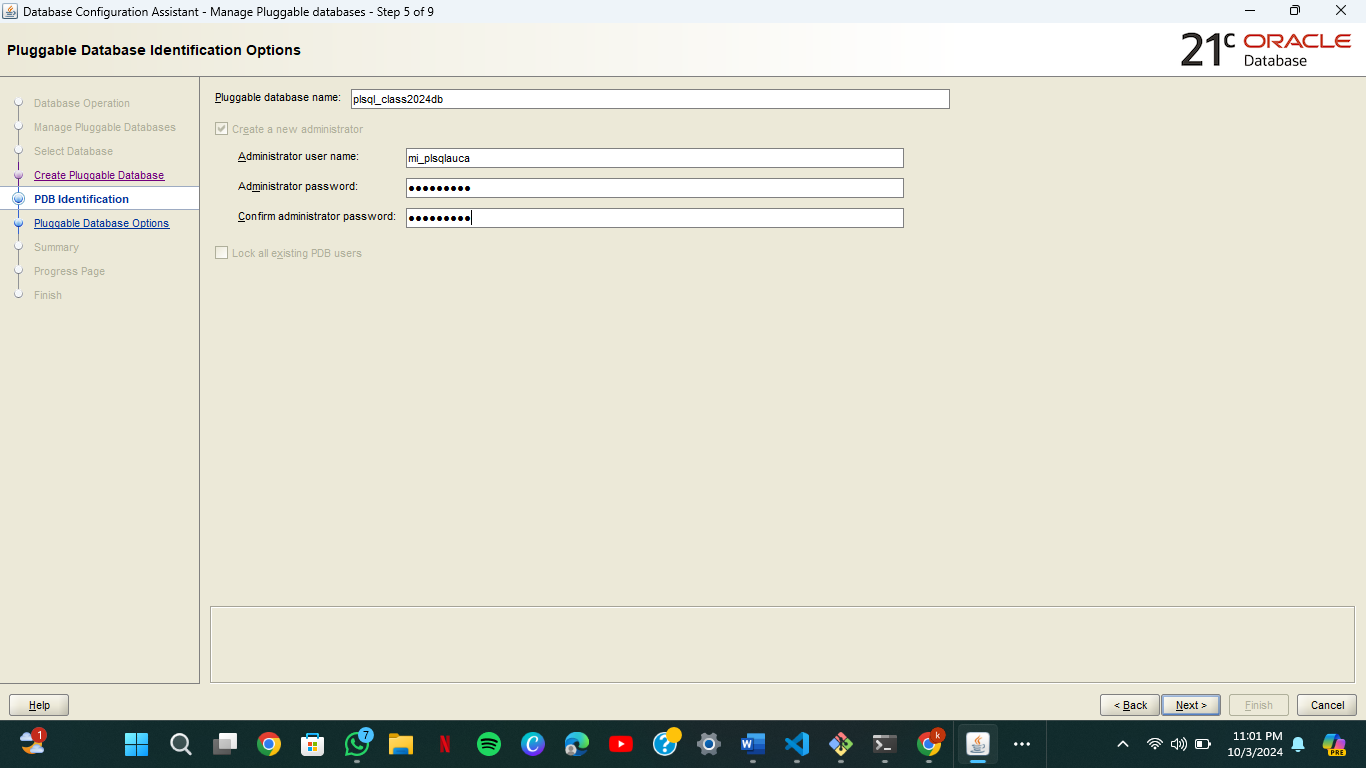 Database Configuration Assistant - Manage Pluggable databases - Step 5 of 9
Pluggable Database Identification Options
21c ORACLE
Database
Database Operation
Manage Pluggable Databases
Select Database
Create Pluggable Database
PDB Identification
Pluggable Database Options
Summary
Progress Page
Finish
Pluggable database name: plsql_class2024db
Create a new administrator
Administrator user name: mi_plsqlauca
Administrator password: ●●●●●●●●●
Confirm administrator password: ●●●●●●●●●
Lock all existing PDB users
Help
< Back
Next >
Finish
Cancel
1
7
N
C
?
W
k
11:01 PM
10/3/2024
PRE